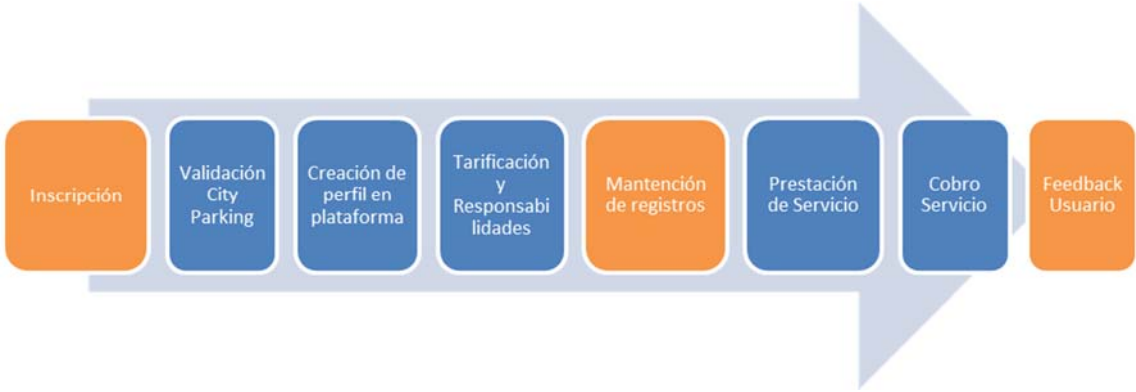 Inscripción
Validación
City
Parking
Creación de
perfil en
plataforma
Tarificación
y
Responsabi
lidades
Mantención
de registros
Prestación
de Servicio
Cobro
Servicio
Feedback
Usuario